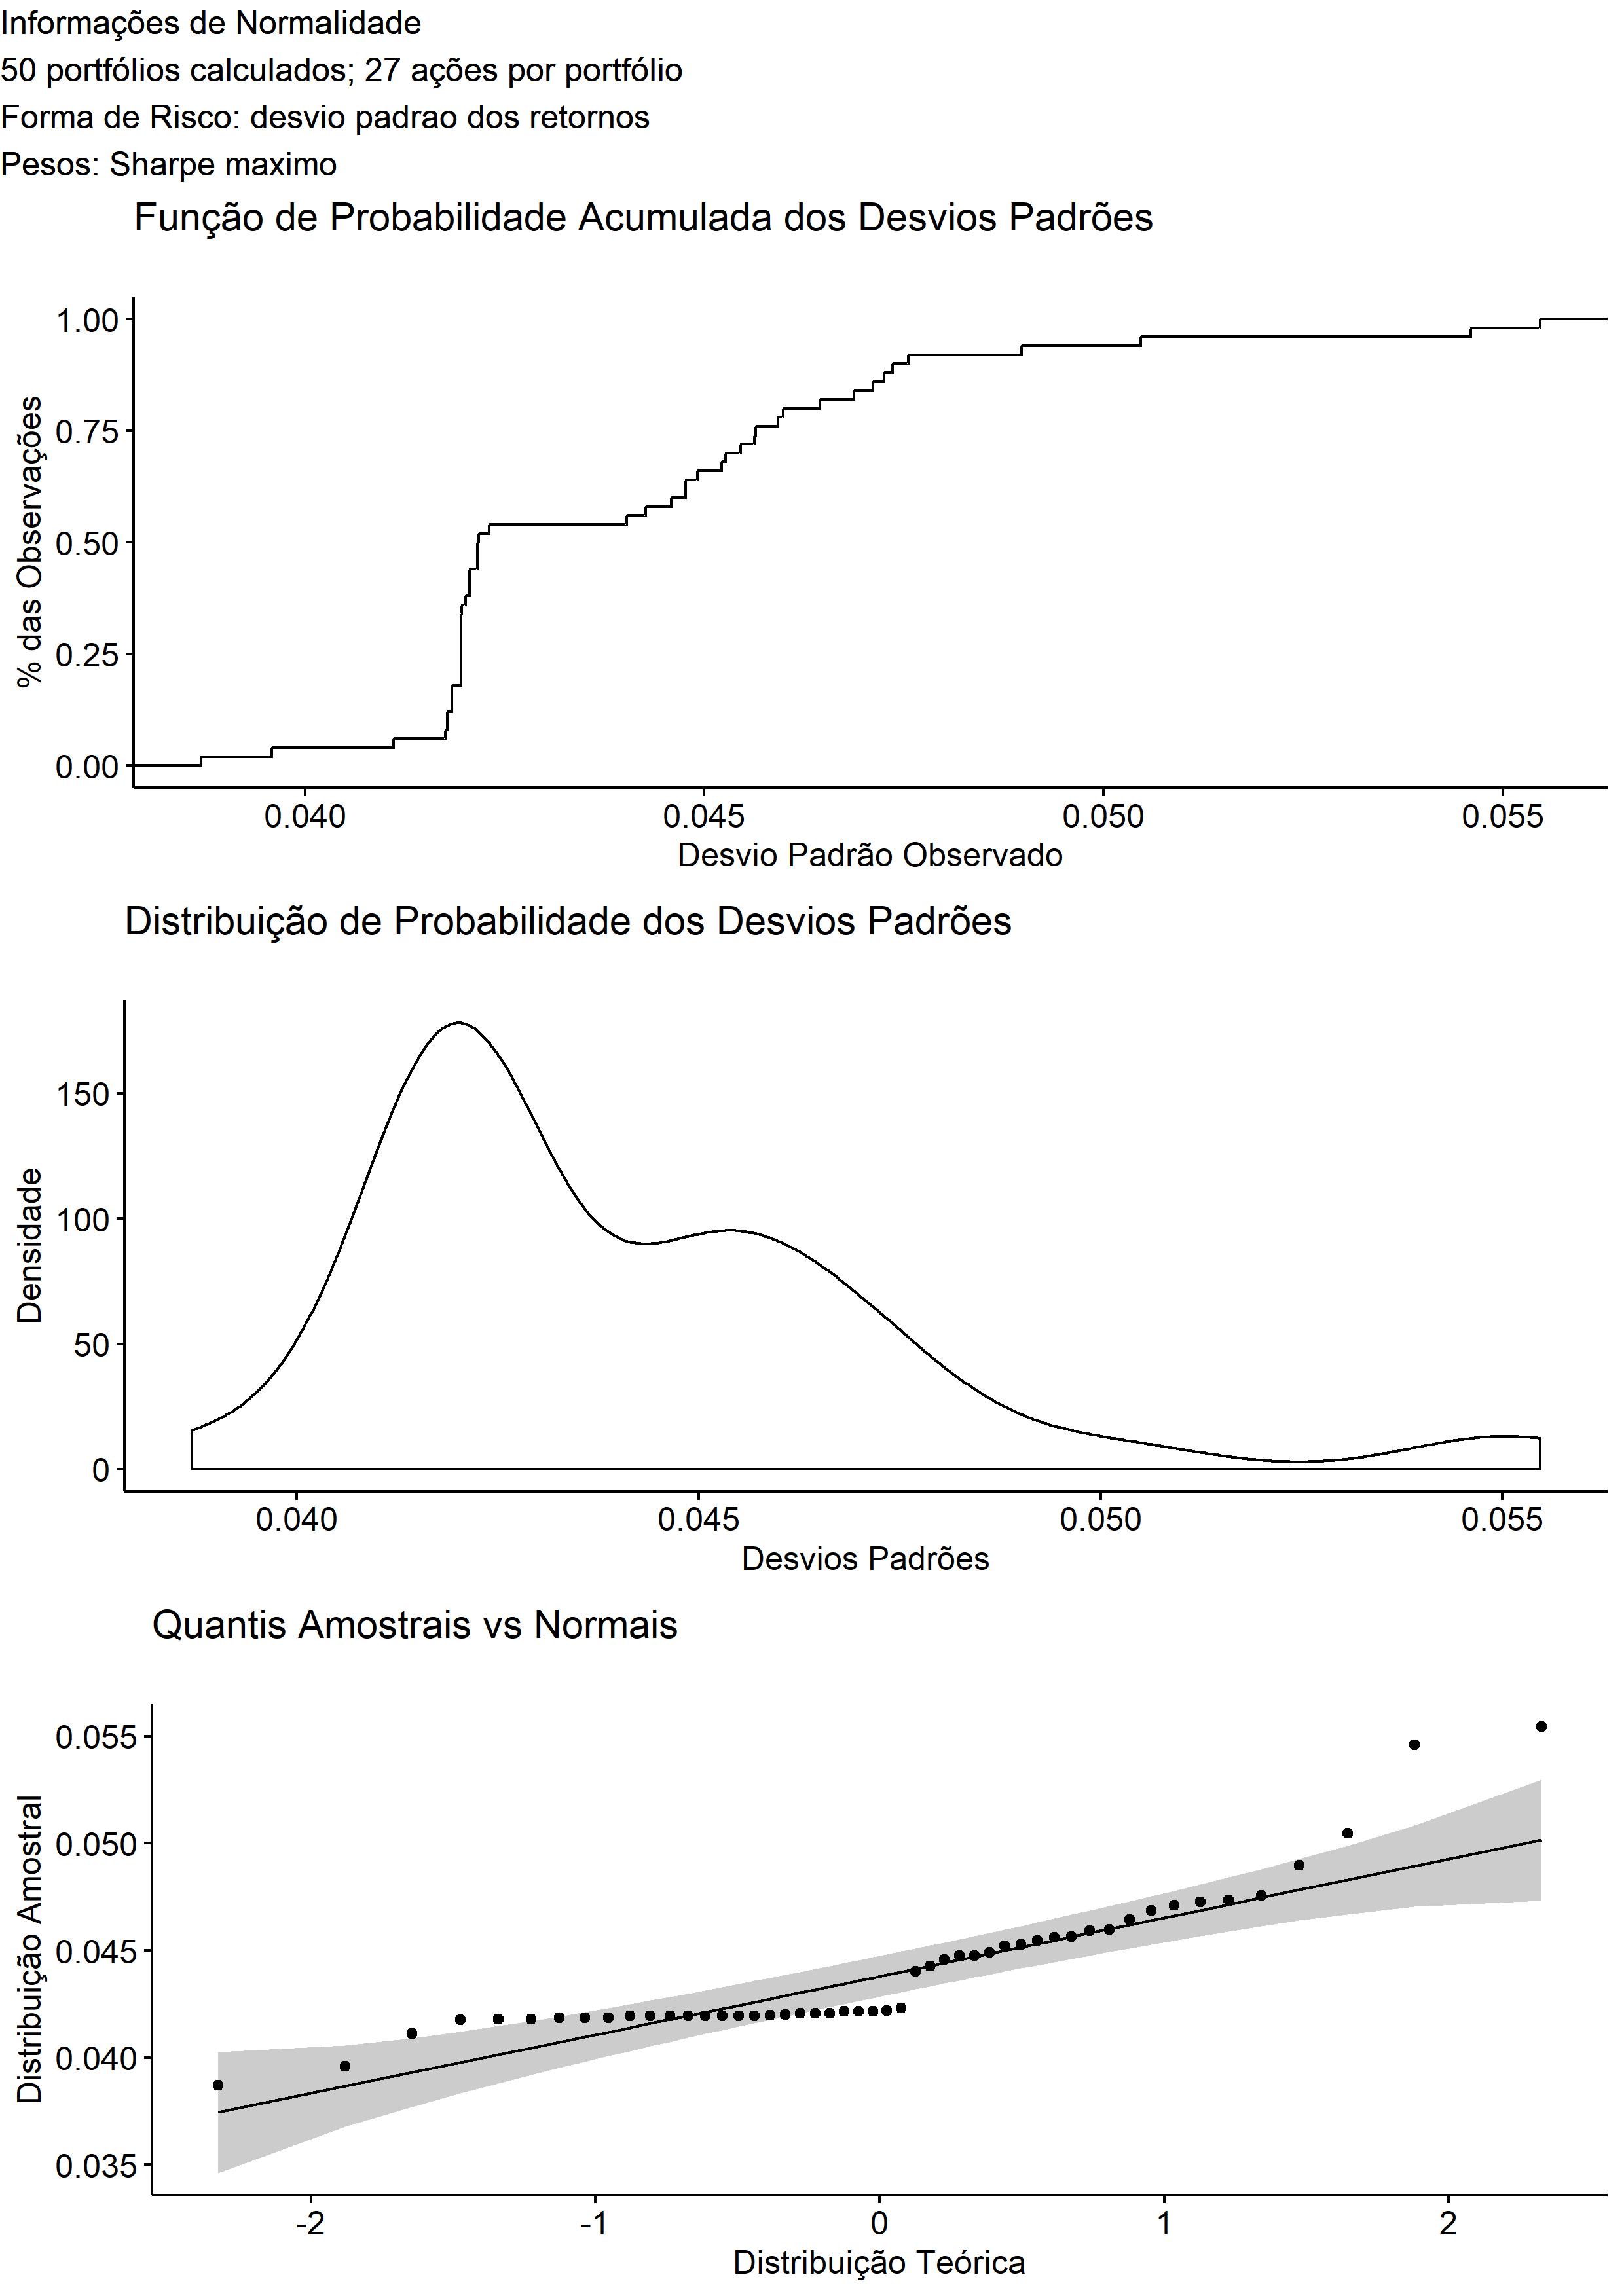 Informações de Normalidade
50 portfólios calculados; 27 ações por portfólio
Forma de Risco: desvio padrao dos retornos
Pesos: Sharpe maximo
Função de Probabilidade Acumulada dos Desvios Padrões
% das Observações
1.00
0.75
0.50
0.25
0.00
0.040 0.045 0.050 0.055
Desvio Padrão Observado
Distribuição de Probabilidade dos Desvios Padrões
Densidade
150
100
50
0
0.040 0.045 0.050 0.055
Desvios Padrões
Quantis Amostrais vs Normais
Distribuição Amostral
0.055
0.050
0.045
0.040
0.035
-2 -1 0 1 2
Distribuição Teórica